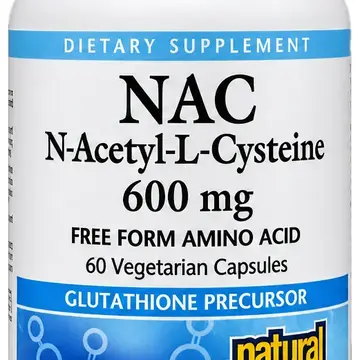 DIETARY SUPPLEMENT
NAC
N-Acetyl-L-Cysteine
600 mg
FREE FORM AMINO ACID
60 Vegetarian Capsules
GLUTATHIONE PRECURSOR
natural